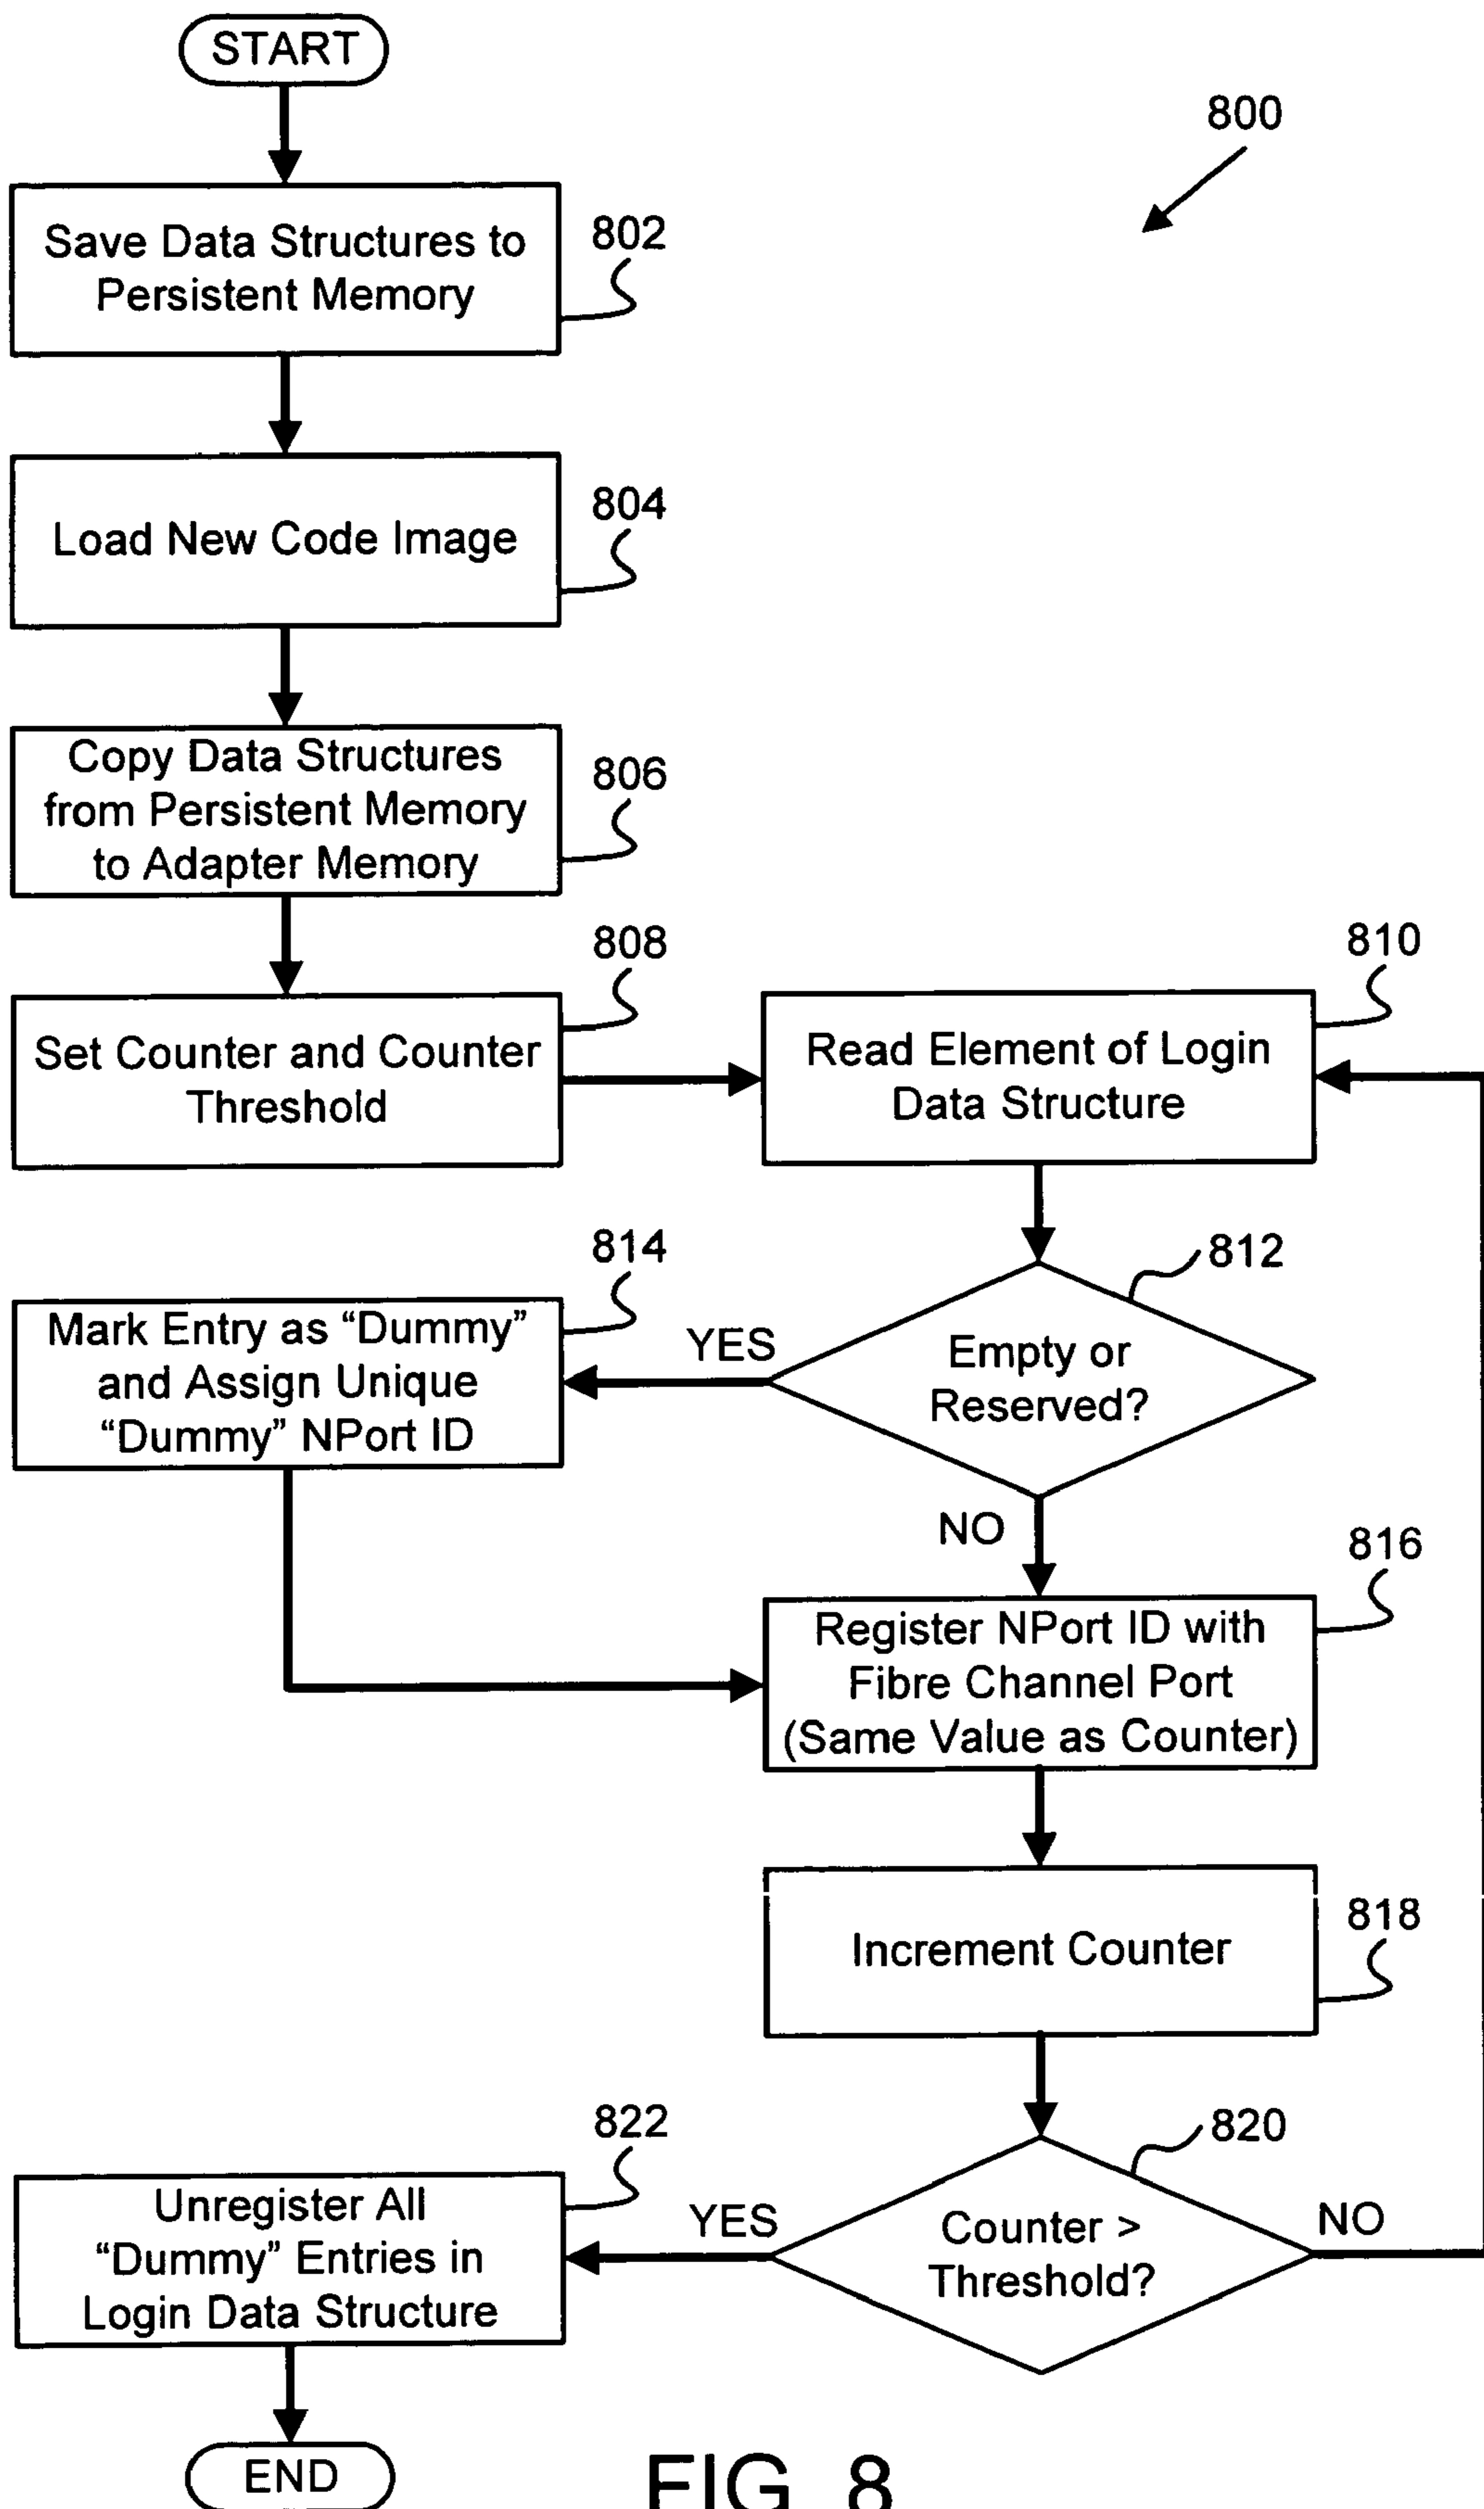 START
800
Save Data Structures to
Persistent Memory
802
Load New Code Image
804
Copy Data Structures
from Persistent Memory
to Adapter Memory
806
Set Counter and Counter
Threshold
808
Read Element of Login
Data Structure
810
Empty or
Reserved?
812
YES
NO
Mark Entry as “Dummy”
and Assign Unique
“Dummy” NPort ID
814
Register NPort ID with
Fibre Channel Port
(Same Value as Counter)
816
Increment Counter
818
Counter >
Threshold?
820
YES
NO
Unregister All
“Dummy” Entries in
Login Data Structure
822
END
FIG. 8